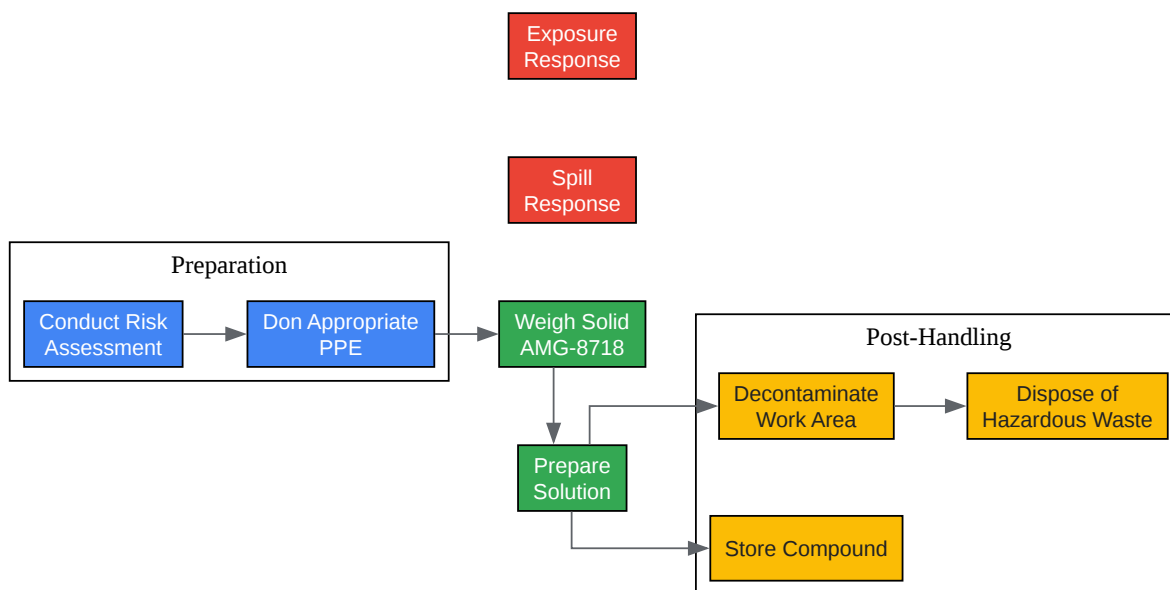 Exposure
Response
Spill
Response
Preparation
Conduct Risk
Assessment
Don Appropriate
PPE
Weigh Solid
AMG-8718
Prepare
Solution
Post-Handling
Decontaminate
Work Area
Dispose of
Hazardous Waste
Store Compound